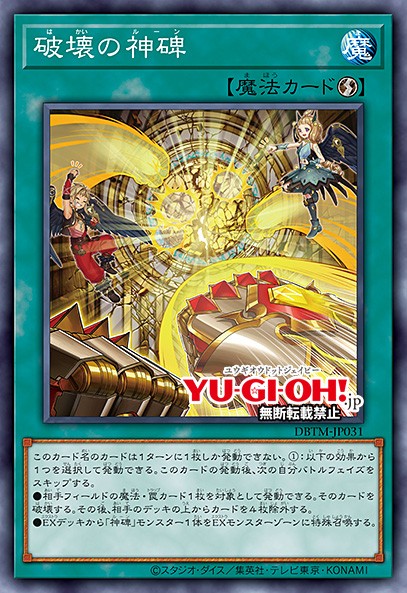 破壊の神碑
魔
【魔法カード】
ユウギオウドットジェイピー
YU-GI-OH!.jp
無断転載禁止
DBTM-JP031
このカード名のカードは1ターンに1枚しか発動できない。①:以下の効果から
1つを選択して発動できる。このカードの発動後、次の自分バトルフェイズを
スキップする。
●相手フィールドの魔法・罠カード1枚を対象として発動できる。そのカードを
破壊する。その後、相手のデッキの上からカードを4枚除外する。
●EXデッキから「神碑」モンスター1体をEXモンスターゾーンに特殊召喚する。
©スタジオ・ダイス/集英社・テレビ東京・KONAMI